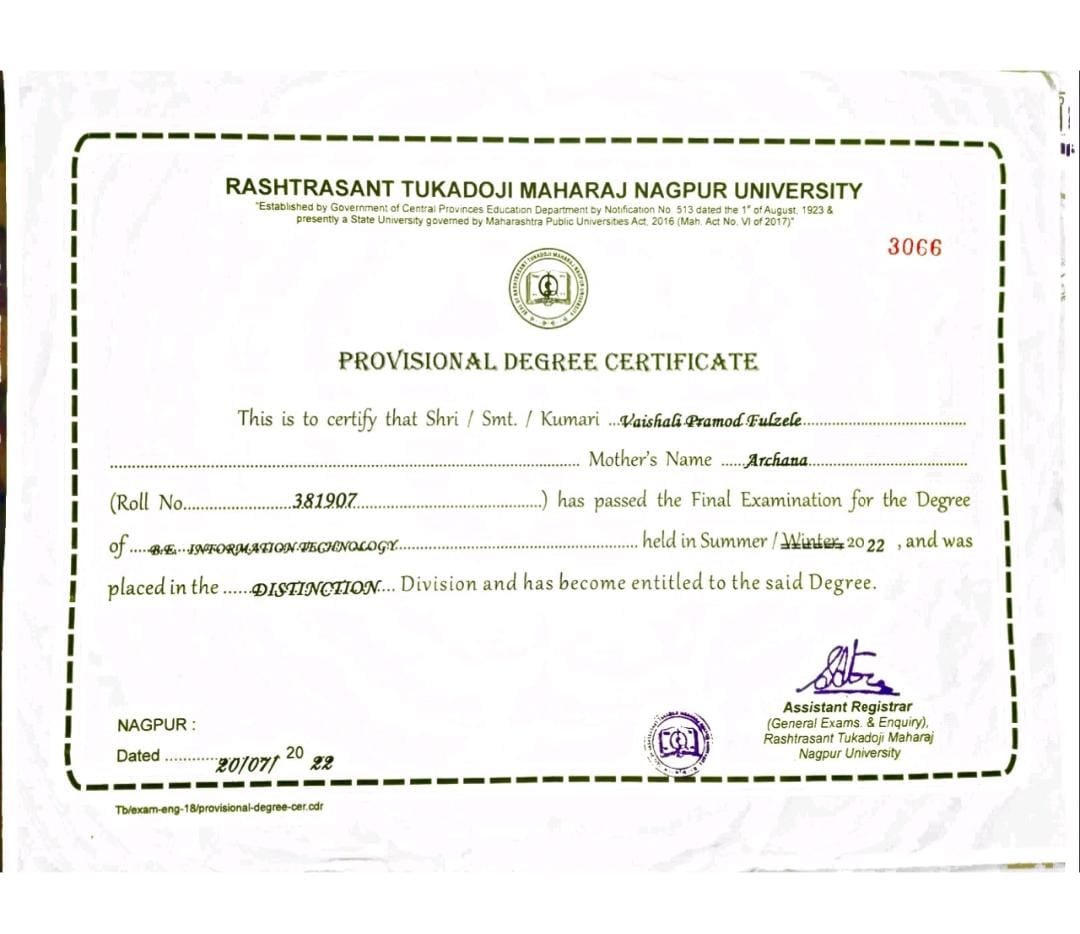 RASHTRASANT TUKADOJI MAHARAJ NAGPUR UNIVERSITY
"Established by Government of Central Provinces Education Department by Notification No. 513 dated the 1st of August, 1923 &
presently a State University governed by Maharashtra Public Universities Act, 2016 (Mah. Act No. VI of 2017)"
3066
PROVISIONAL DEGREE CERTIFICATE
This is to certify that Shri / Smt. / Kumari ...Vaishali Pramod Fulzele...
Mother's Name ...Archana...
(Roll No...381907...) has passed the Final Examination for the Degree
of ...B.E. INFORMATION TECHNOLOGY... held in Summer / Winter, 2022 , and was
placed in the ...DISTINCTION... Division and has become entitled to the said Degree.
Assistant Registrar
(General Exams. & Enquiry),
Rashtrasant Tukadoji Maharaj
Nagpur University
NAGPUR :
Dated ...20/07/ 20 22
Tb/exam-eng-18/provisional-degree-cer.cdr